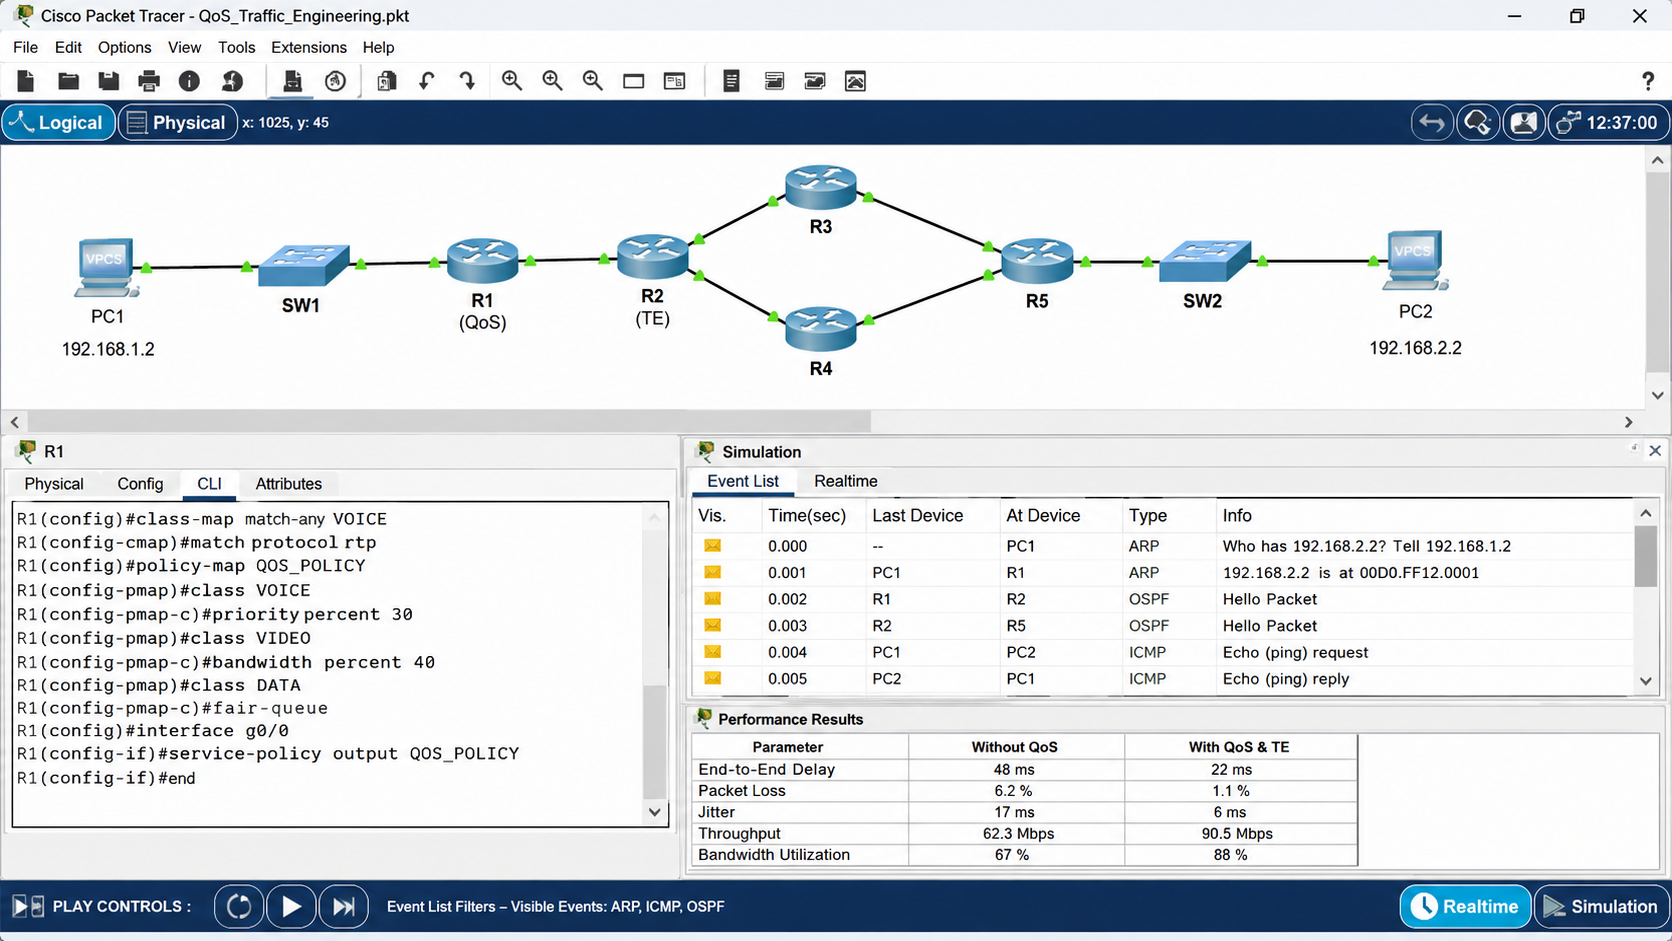 Cisco Packet Tracer - QoS_Traffic_Engineering.pkt
File Edit Options View Tools Extensions Help
?
Logical Physical x: 1025, y: 45 12:37:00
VPCS
PC1
192.168.1.2
SW1
R1
(QoS)
R2
(TE)
R3
R4
R5
SW2
VPCS
PC2
192.168.2.2
R1
Physical Config CLI Attributes
R1(config)#class-map match-any VOICE
R1(config-cmap)#match protocol rtp
R1(config)#policy-map QOS_POLICY
R1(config-pmap)#class VOICE
R1(config-pmap-c)#priority percent 30
R1(config-pmap)#class VIDEO
R1(config-pmap-c)#bandwidth percent 40
R1(config-pmap)#class DATA
R1(config-pmap-c)#fair-queue
R1(config)#interface g0/0
R1(config-if)#service-policy output QOS_POLICY
R1(config-if)#end
Simulation
Event List Realtime
Vis. Time(sec) Last Device At Device Type Info
0.000 -- PC1 ARP Who has 192.168.2.2? Tell 192.168.1.2
0.001 PC1 R1 ARP 192.168.2.2 is at 00D0.FF12.0001
0.002 R1 R2 OSPF Hello Packet
0.003 R2 R5 OSPF Hello Packet
0.004 PC1 PC2 ICMP Echo (ping) request
0.005 PC2 PC1 ICMP Echo (ping) reply
Performance Results
Parameter Without QoS With QoS & TE
End-to-End Delay 48 ms 22 ms
Packet Loss 6.2 % 1.1 %
Jitter 17 ms 6 ms
Throughput 62.3 Mbps 90.5 Mbps
Bandwidth Utilization 67 % 88 %
PLAY CONTROLS : Event List Filters – Visible Events: ARP, ICMP, OSPF Realtime Simulation